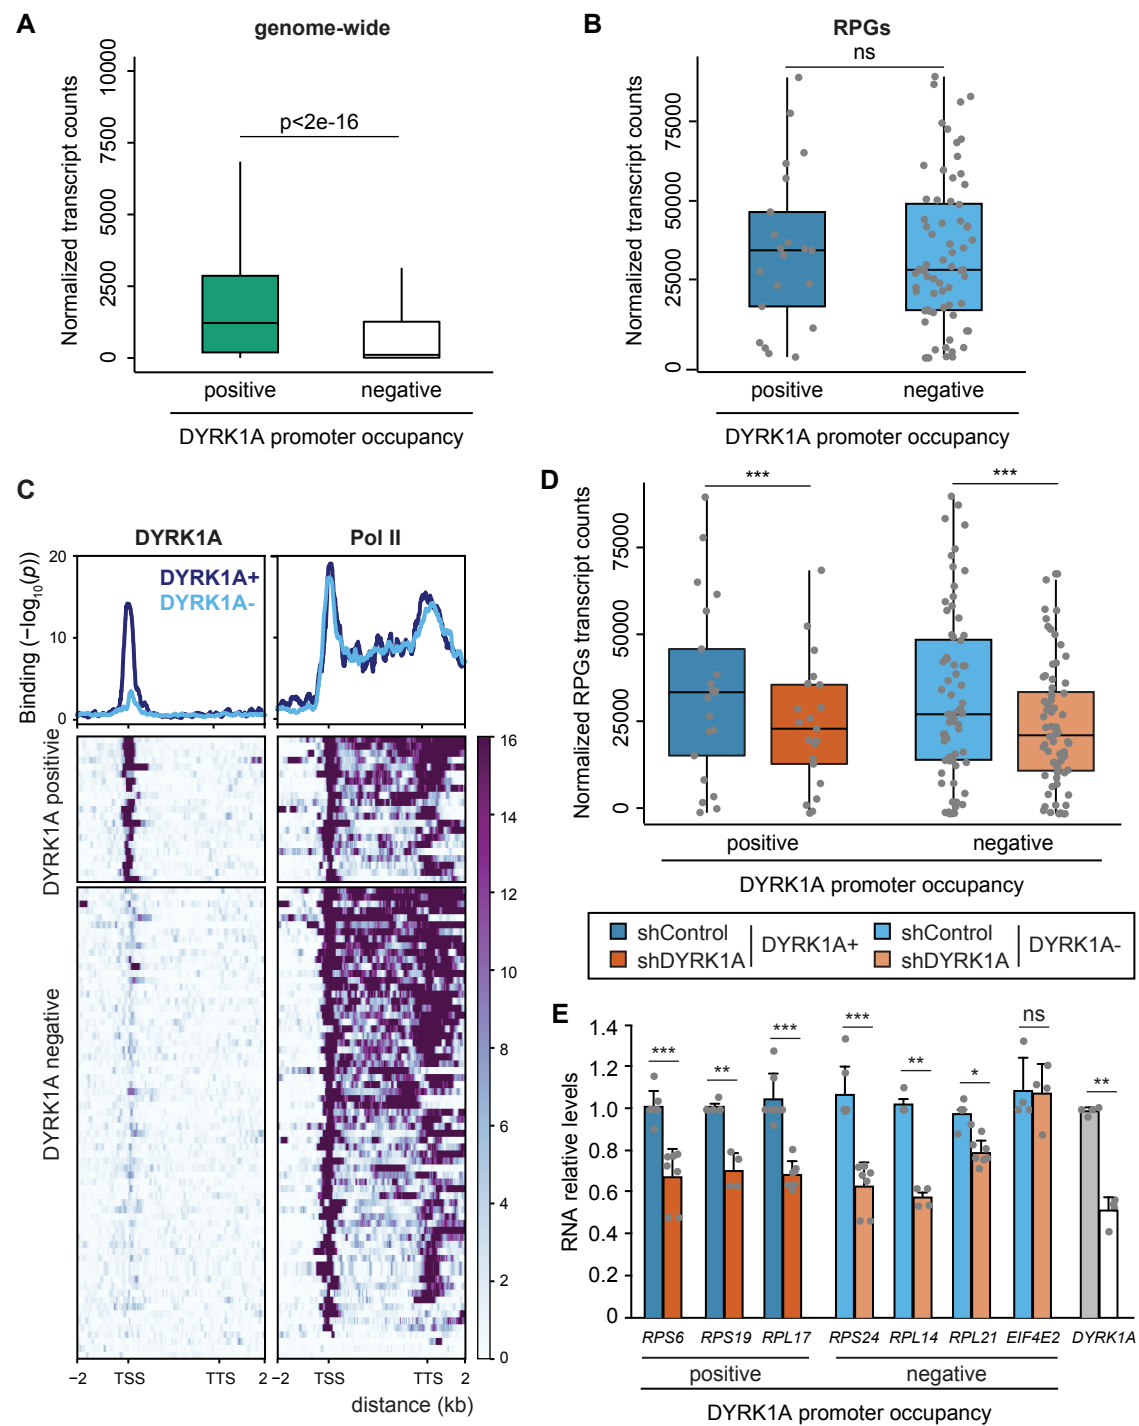 A
genome-wide
Normalized transcript counts
10000
7500
5000
2500
0
p<2e-16
positive
negative
DYRK1A promoter occupancy
B
RPGs
ns
Normalized transcript counts
75000
50000
25000
0
positive
negative
DYRK1A promoter occupancy
C
DYRK1A
Pol II
Binding (−log10(p))
20
10
0
DYRK1A+
DYRK1A-
DYRK1A positive
DYRK1A negative
16
14
12
10
8
6
4
2
0
−2
TSS
TTS
2
−2
TSS
TTS
2
distance (kb)
D
Normalized RPGs transcript counts
75000
50000
25000
0
***
***
positive
negative
DYRK1A promoter occupancy
shControl
shDYRK1A
DYRK1A+
shControl
shDYRK1A
DYRK1A-
E
RNA relative levels
1.4
1.2
1.0
0.8
0.6
0.4
0.2
0
***
**
***
***
**
*
ns
**
RPS6
RPS19
RPL17
RPS24
RPL14
RPL21
EIF4E2
DYRK1A
positive
negative
DYRK1A promoter occupancy